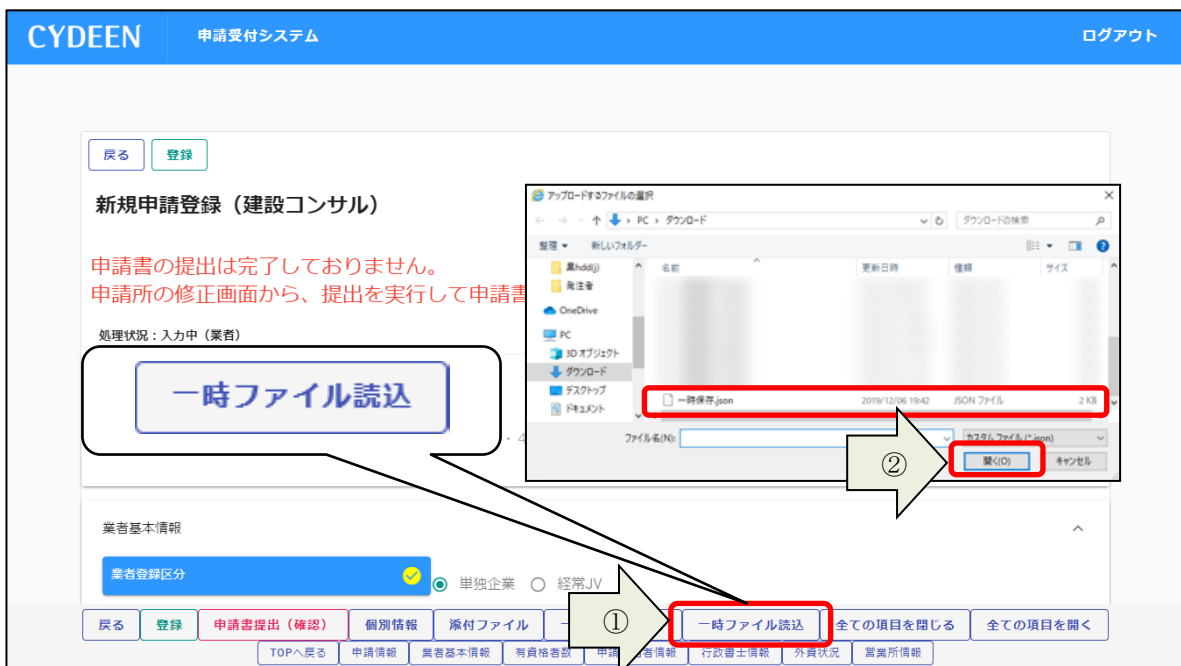 CYDEEN 申請受付システム ログアウト
戻る 登録
新規申請登録（建設コンサル）
申請書の提出は完了しておりません。
申請所の修正画面から、提出を実行して申請書
処理状況：入力中（業者）
一時ファイル読込
アップロードするファイルの選択
PC › ダウンロード ダウンロードの検索
整理 新しいフォルダー
名前 更新日時 種類 サイズ
黒hdd(j)
発注者
OneDrive
PC
3D オブジェクト
ダウンロード
デスクトップ
ドキュメント
一時保存.json 2019/12/06 19:42 JSON ファイル 2 KB
ファイル名(N): カスタム ファイル (*.json)
② 開く(O) キャンセル
業者基本情報
業者登録区分 単独企業 経常JV
①
戻る 登録 申請書提出（確認） 個別情報 添付ファイル 一時ファイル読込 全ての項目を閉じる 全ての項目を開く
TOPへ戻る 申請情報 業者基本情報 有資格者数 申請 者情報 行政書士情報 外資状況 営業所情報